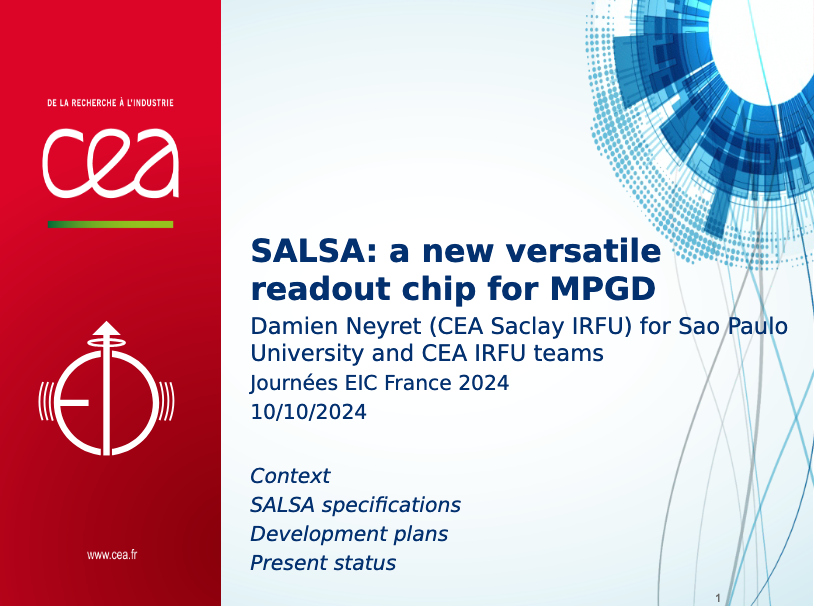 DE LA RECHERCHE À L'INDUSTRIE
cea
SALSA: a new versatile
readout chip for MPGD
Damien Neyret (CEA Saclay IRFU) for Sao Paulo
University and CEA IRFU teams
Journées EIC France 2024
10/10/2024
Context
SALSA specifications
Development plans
Present status
www.cea.fr
1